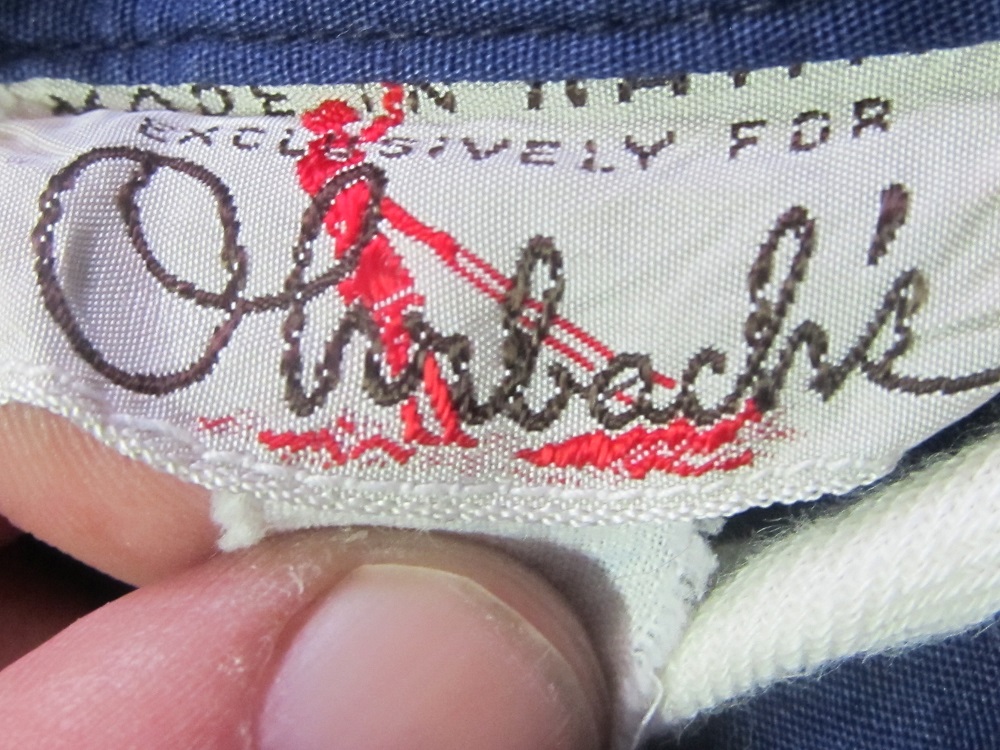 MADE IN
EXCLUSIVELY FOR
Ohrbach's